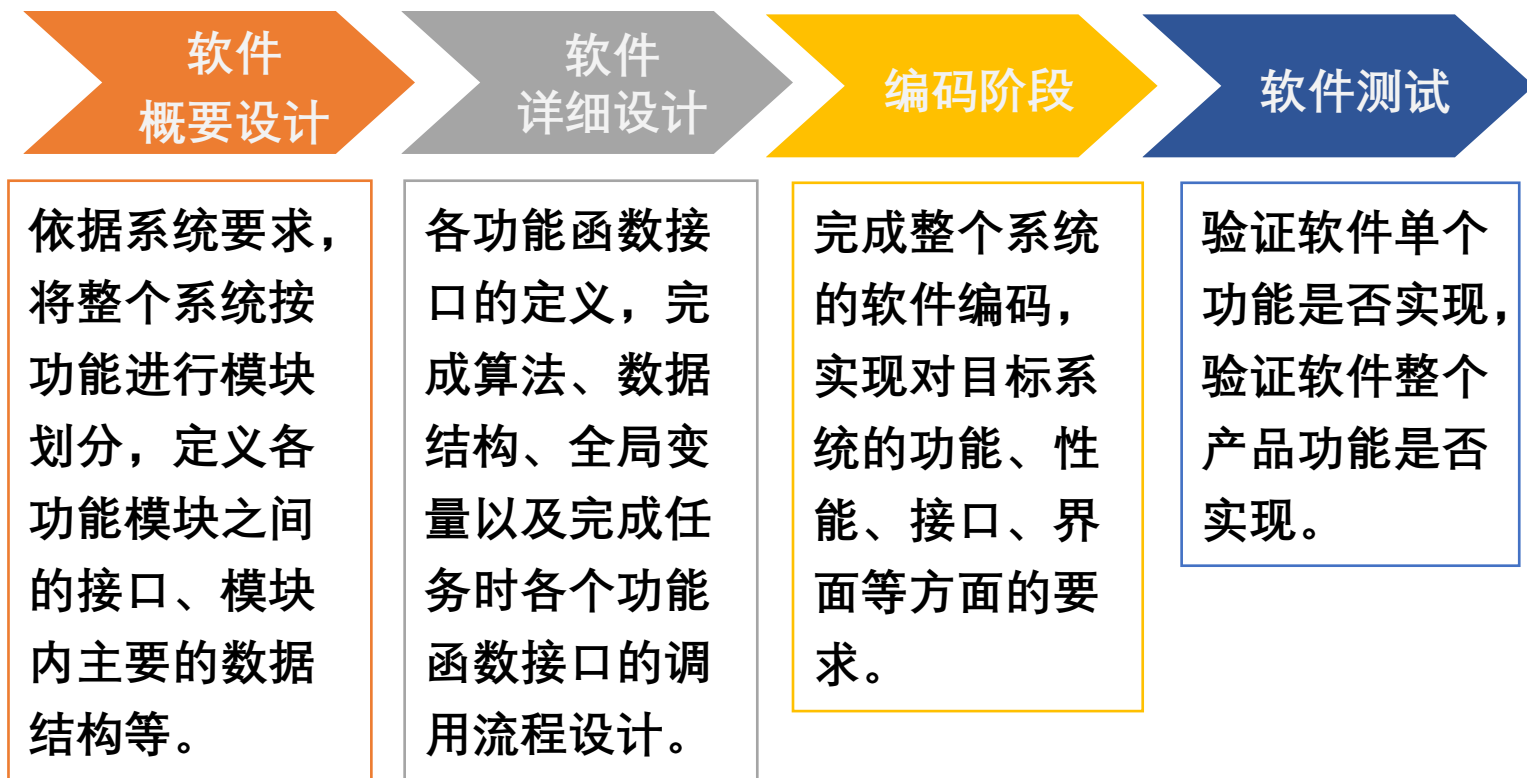 软件
概要设计
软件
详细设计
编码阶段
软件测试
依据系统要求，
将整个系统按
功能进行模块
划分，定义各
功能模块之间
的接口、模块
内主要的数据
结构等。
各功能函数接
口的定义，完
成算法、数据
结构、全局变
量以及完成任
务时各个功能
函数接口的调
用流程设计。
完成整个系统
的软件编码，
实现对目标系
统的功能、性
能、接口、界
面等方面的要
求。
验证软件单个
功能是否实现，
验证软件整个
产品功能是否
实现。